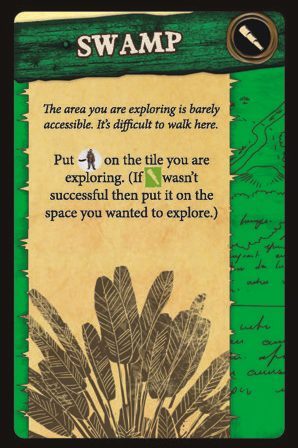 SWAMP
The area you are exploring is barely
accessible. It's difficult to walk here.
Put on the tile you are
exploring. (If wasn't
successful then put it on the
space you wanted to explore.)